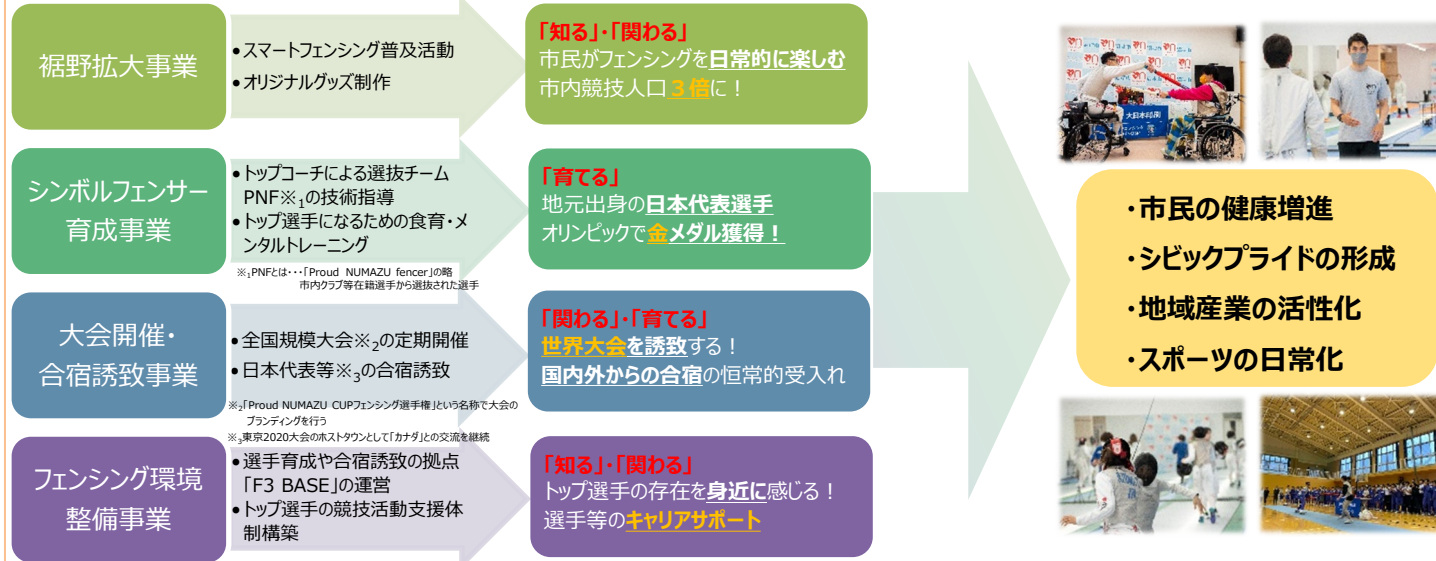 裾野拡大事業
•スマートフェンシング普及活動
•オリジナルグッズ制作
「知る」・「関わる」
市民がフェンシングを日常的に楽しむ
市内競技人口３倍に！
シンボルフェンサー
育成事業
•トップコーチによる選抜チーム
PNF※1の技術指導
•トップ選手になるための食育・メ
ンタルトレーニング
※1PNFとは・・・「Proud NUMAZU fencer」の略
市内クラブ等在籍選手から選抜された選手
「育てる」
地元出身の日本代表選手
オリンピックで金メダル獲得！
大会開催・
合宿誘致事業
•全国規模大会※2の定期開催
•日本代表等※3の合宿誘致
※2「Proud NUMAZU CUPフェンシング選手権」という名称で大会の
ブランディングを行う
※3東京2020大会のホストタウンとして「カナダ」との交流を継続
「関わる」・「育てる」
世界大会を誘致する！
国内外からの合宿の恒常的受入れ
フェンシング環境
整備事業
•選手育成や合宿誘致の拠点
「F3 BASE」の運営
•トップ選手の競技活動支援体
制構築
「知る」・「関わる」
トップ選手の存在を身近に感じる！
選手等のキャリアサポート
大日本印刷
・市民の健康増進
・シビックプライドの形成
・地域産業の活性化
・スポーツの日常化